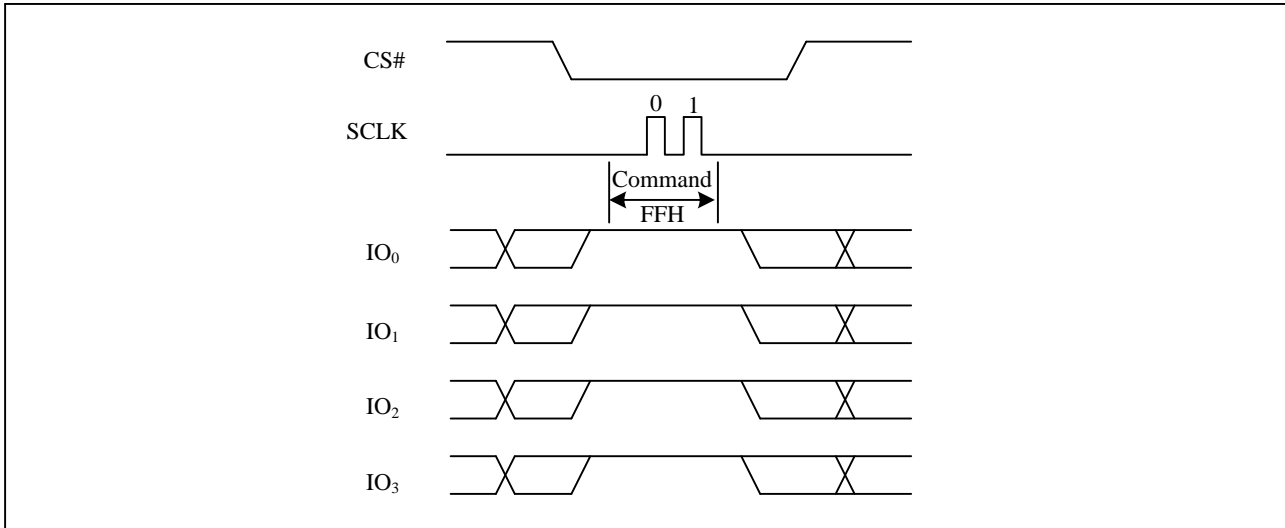 CS#
0 1
SCLK
Command
FFH
IO₀
IO₁
IO₂
IO₃